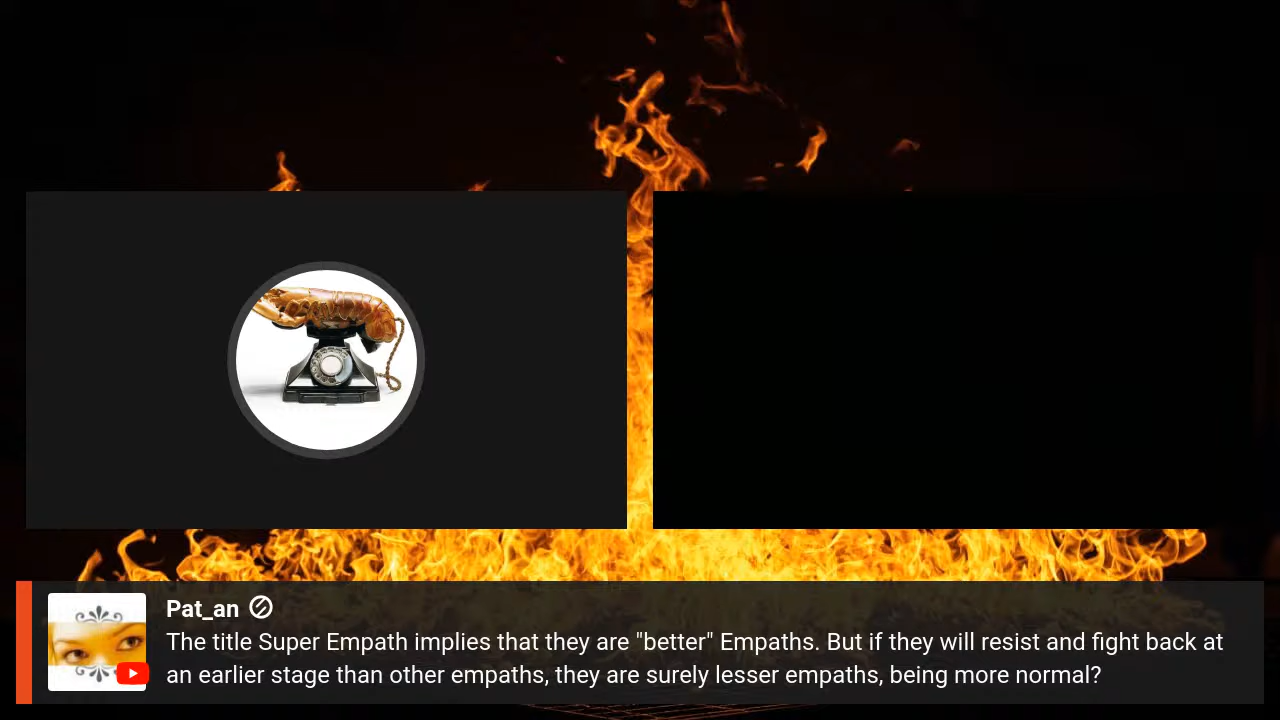 Pat_an
The title Super Empath implies that they are "better" Empaths. But if they will resist and fight back at
an earlier stage than other empaths, they are surely lesser empaths, being more normal?